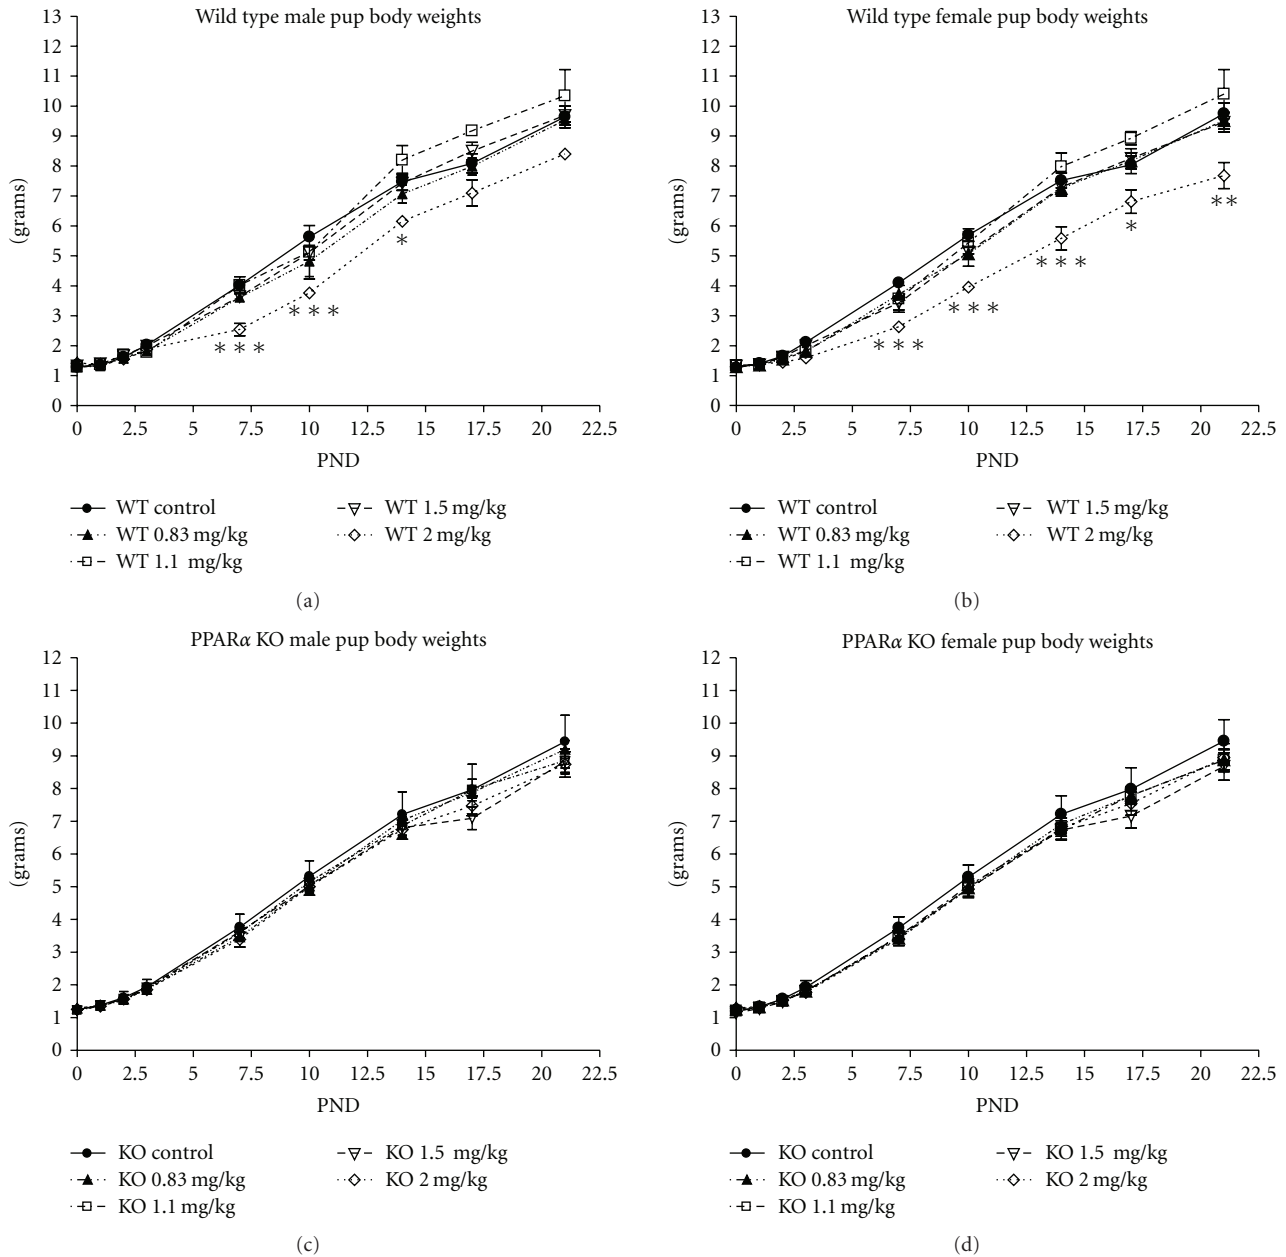 Wild type male pup body weights
13
12
11
10
9
8
7
6
5
4
3
2
1
0
(grams)
∗
∗ ∗ ∗
∗ ∗ ∗
0 2.5 5 7.5 10 12.5 15 17.5 20 22.5
PND
WT control
WT 0.83 mg/kg
WT 1.1 mg/kg
WT 1.5 mg/kg
WT 2 mg/kg
(a)
Wild type female pup body weights
13
12
11
10
9
8
7
6
5
4
3
2
1
0
(grams)
∗∗
∗
∗ ∗ ∗
∗ ∗ ∗
∗ ∗ ∗
0 2.5 5 7.5 10 12.5 15 17.5 20 22.5
PND
WT control
WT 0.83 mg/kg
WT 1.1 mg/kg
WT 1.5 mg/kg
WT 2 mg/kg
(b)
PPARα KO male pup body weights
12
11
10
9
8
7
6
5
4
3
2
1
0
(grams)
0 2.5 5 7.5 10 12.5 15 17.5 20 22.5
PND
KO control
KO 0.83 mg/kg
KO 1.1 mg/kg
KO 1.5 mg/kg
KO 2 mg/kg
(c)
PPARα KO female pup body weights
12
11
10
9
8
7
6
5
4
3
2
1
0
(grams)
0 2.5 5 7.5 10 12.5 15 17.5 20 22.5
PND
KO control
KO 0.83 mg/kg
KO 1.1 mg/kg
KO 1.5 mg/kg
KO 2 mg/kg
(d)